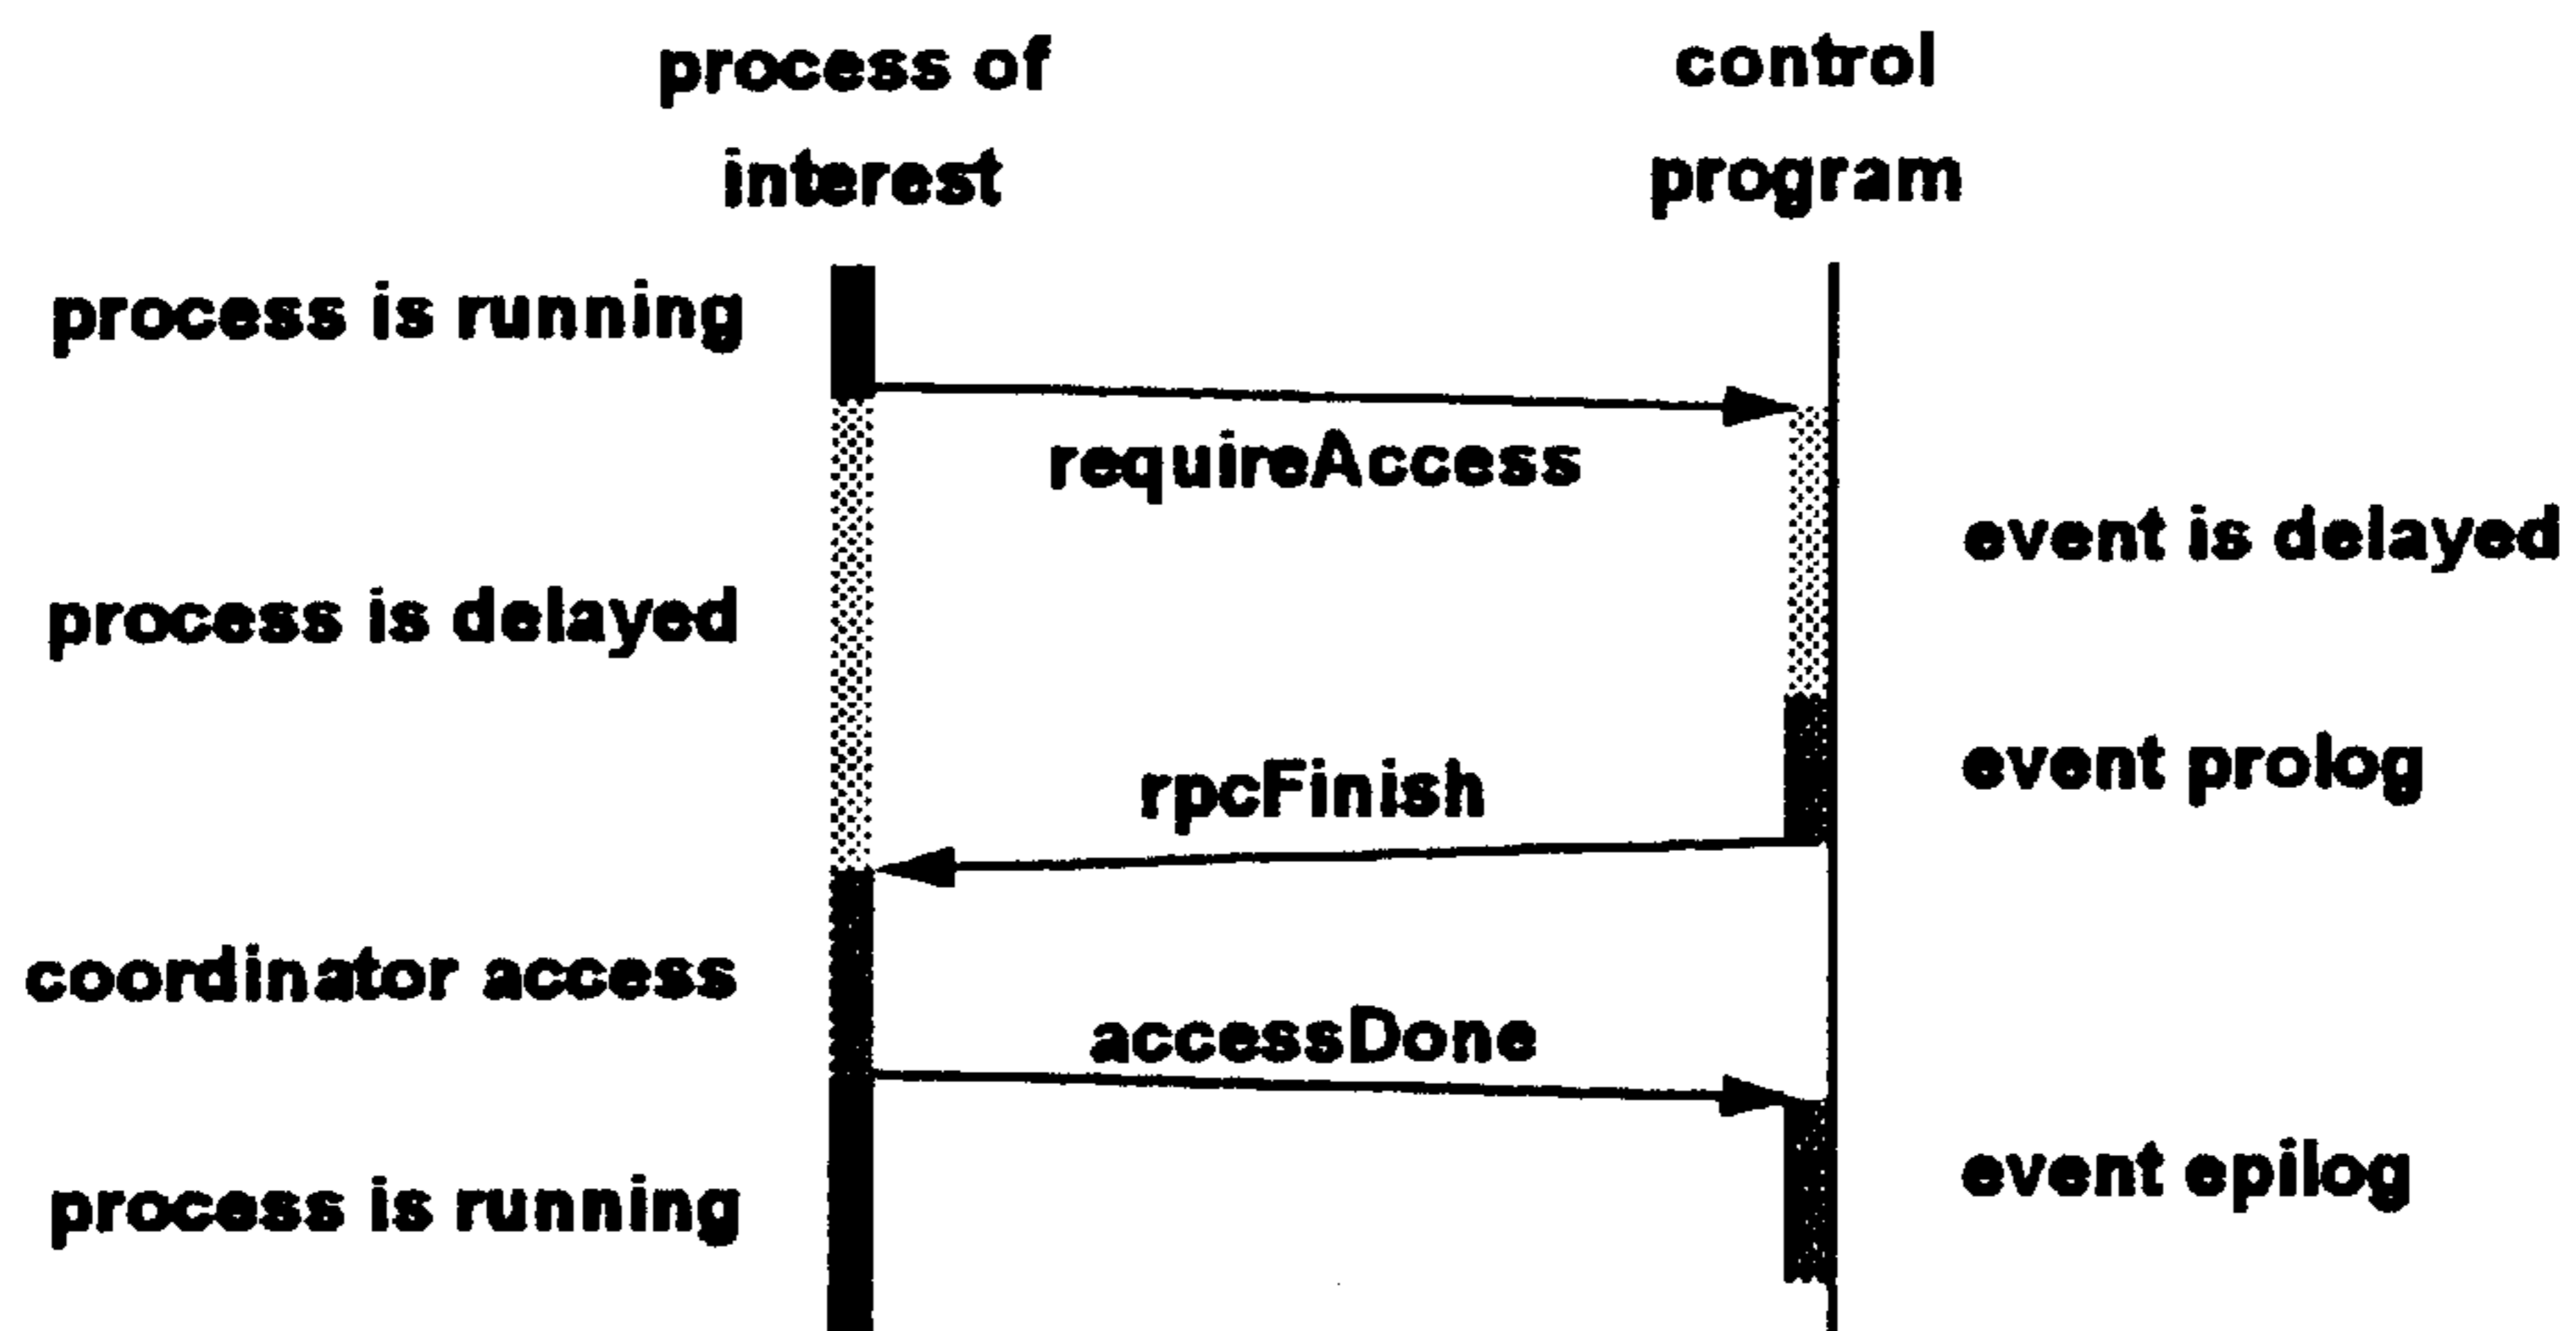 process of
interest
control
program
process is running
requireAccess
event is delayed
process is delayed
event prolog
rpcFinish
coordinator access
accessDone
event epilog
process is running